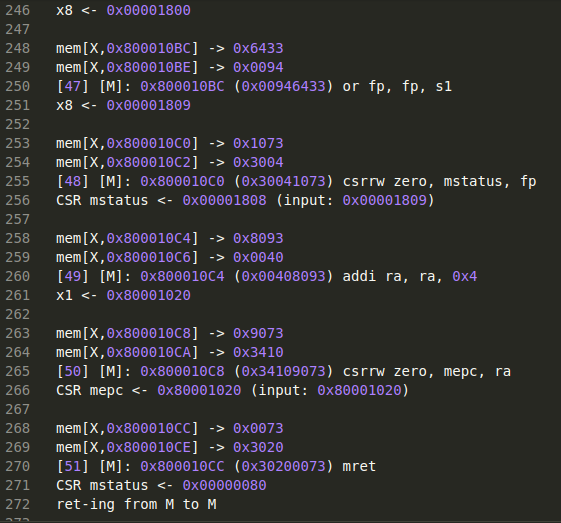 246 x8 <- 0x00001800
247
248 mem[X,0x800010BC] -> 0x6433
249 mem[X,0x800010BE] -> 0x0094
250 [47] [M]: 0x800010BC (0x00946433) or fp, fp, s1
251 x8 <- 0x00001809
252
253 mem[X,0x800010C0] -> 0x1073
254 mem[X,0x800010C2] -> 0x3004
255 [48] [M]: 0x800010C0 (0x30041073) csrrw zero, mstatus, fp
256 CSR mstatus <- 0x00001808 (input: 0x00001809)
257
258 mem[X,0x800010C4] -> 0x8093
259 mem[X,0x800010C6] -> 0x0040
260 [49] [M]: 0x800010C4 (0x00408093) addi ra, ra, 0x4
261 x1 <- 0x80001020
262
263 mem[X,0x800010C8] -> 0x9073
264 mem[X,0x800010CA] -> 0x3410
265 [50] [M]: 0x800010C8 (0x34109073) csrrw zero, mepc, ra
266 CSR mepc <- 0x80001020 (input: 0x80001020)
267
268 mem[X,0x800010CC] -> 0x0073
269 mem[X,0x800010CE] -> 0x3020
270 [51] [M]: 0x800010CC (0x30200073) mret
271 CSR mstatus <- 0x00000080
272 ret-ing from M to M